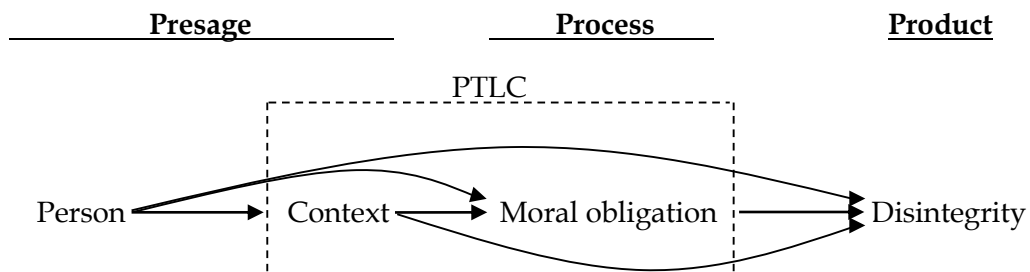 Presage Process Product
PTLC
Person Context Moral obligation Disintegrity